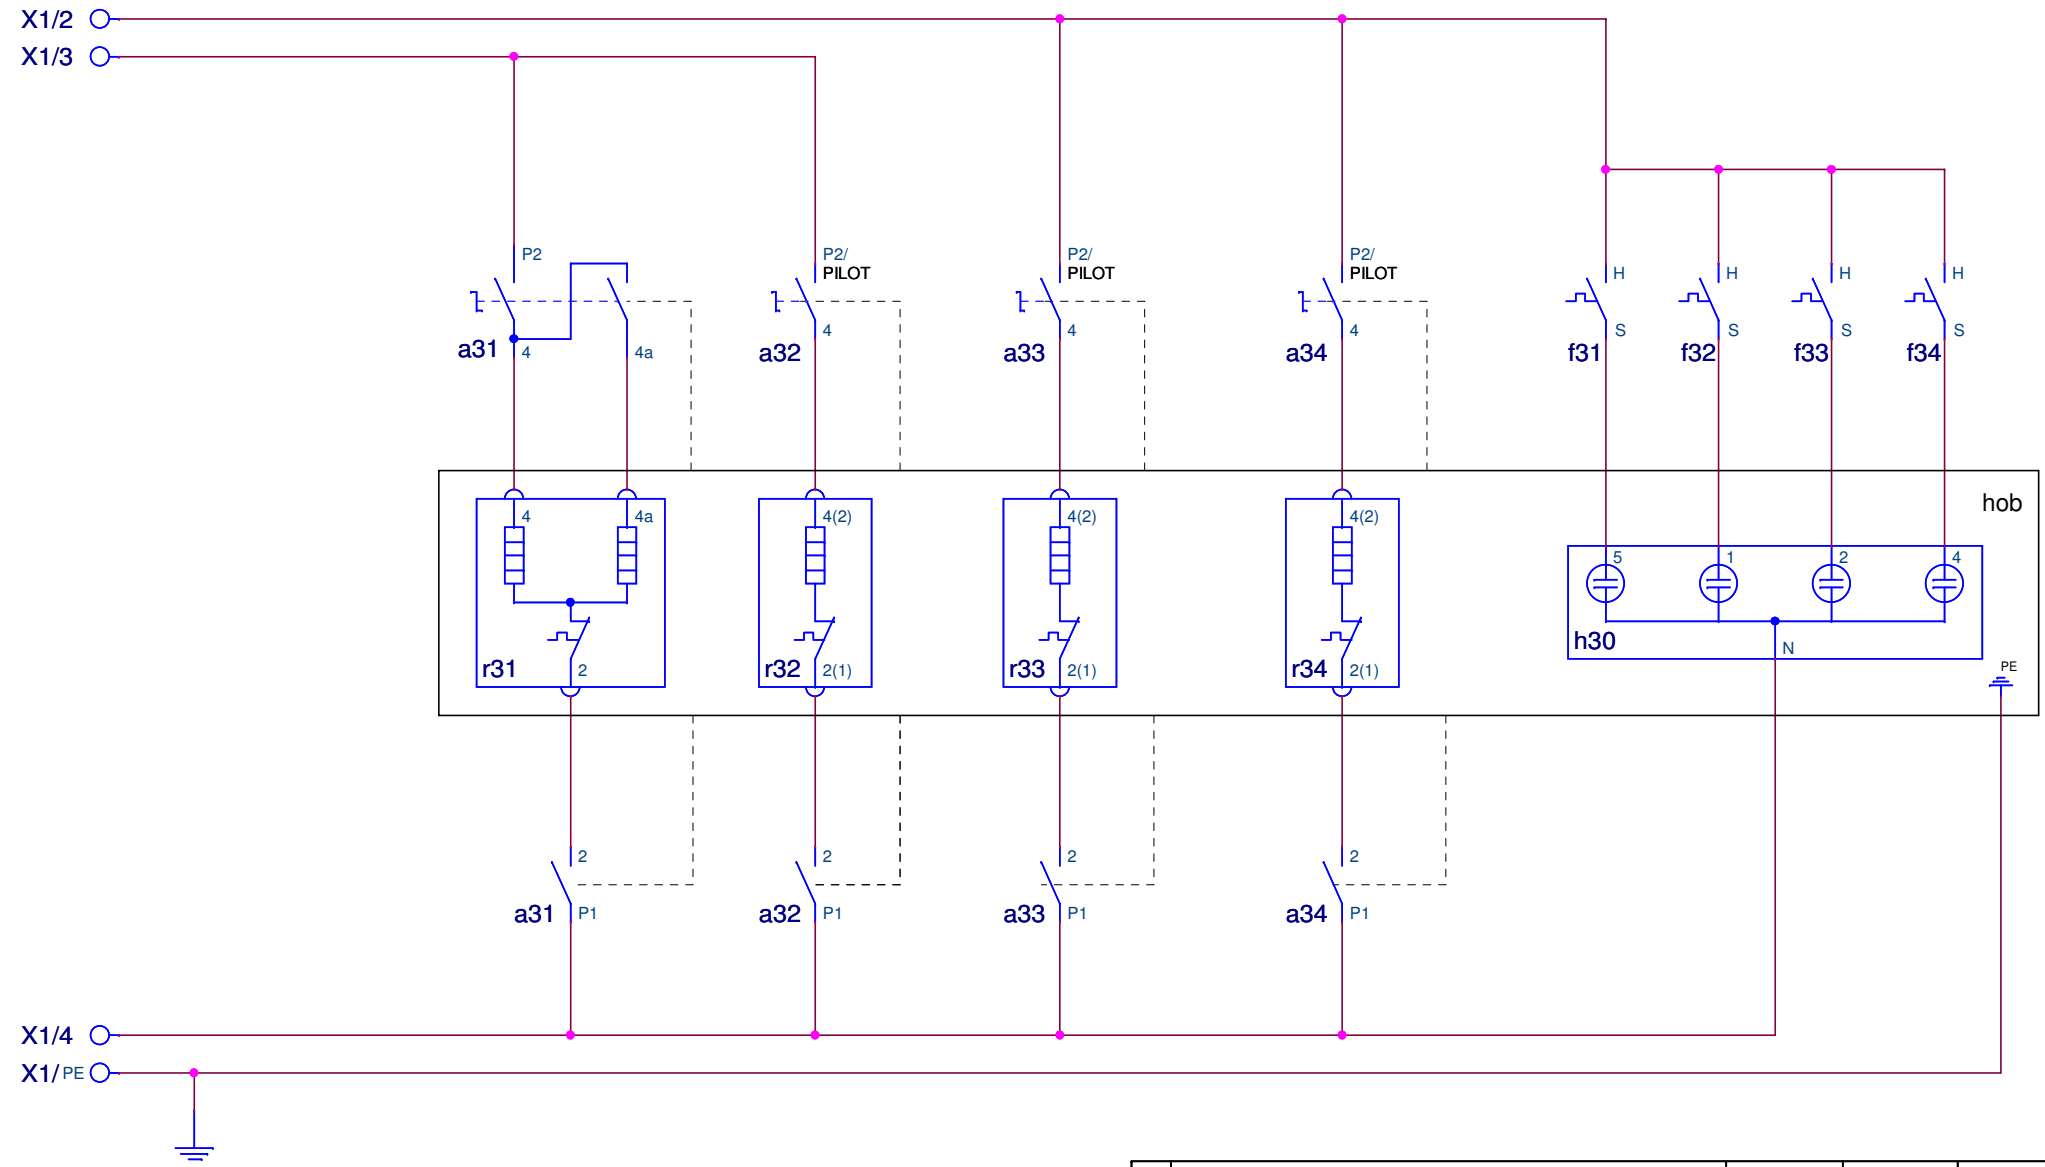 X1/2
X1/3
P2
P2/
PILOT
P2/
PILOT
P2/
PILOT
H
H
H
H
4
4
4
S
S
S
S
a31
4
4a
a32
a33
a34
f31
f32
f33
f34
hob
4
4a
4(2)
4(2)
4(2)
5
1
2
4
h30
N
r31
2
r32
2(1)
r33
2(1)
r34
2(1)
PE
2
2
2
2
a31
P1
a32
P1
a33
P1
a34
P1
X1/4
X1/PE